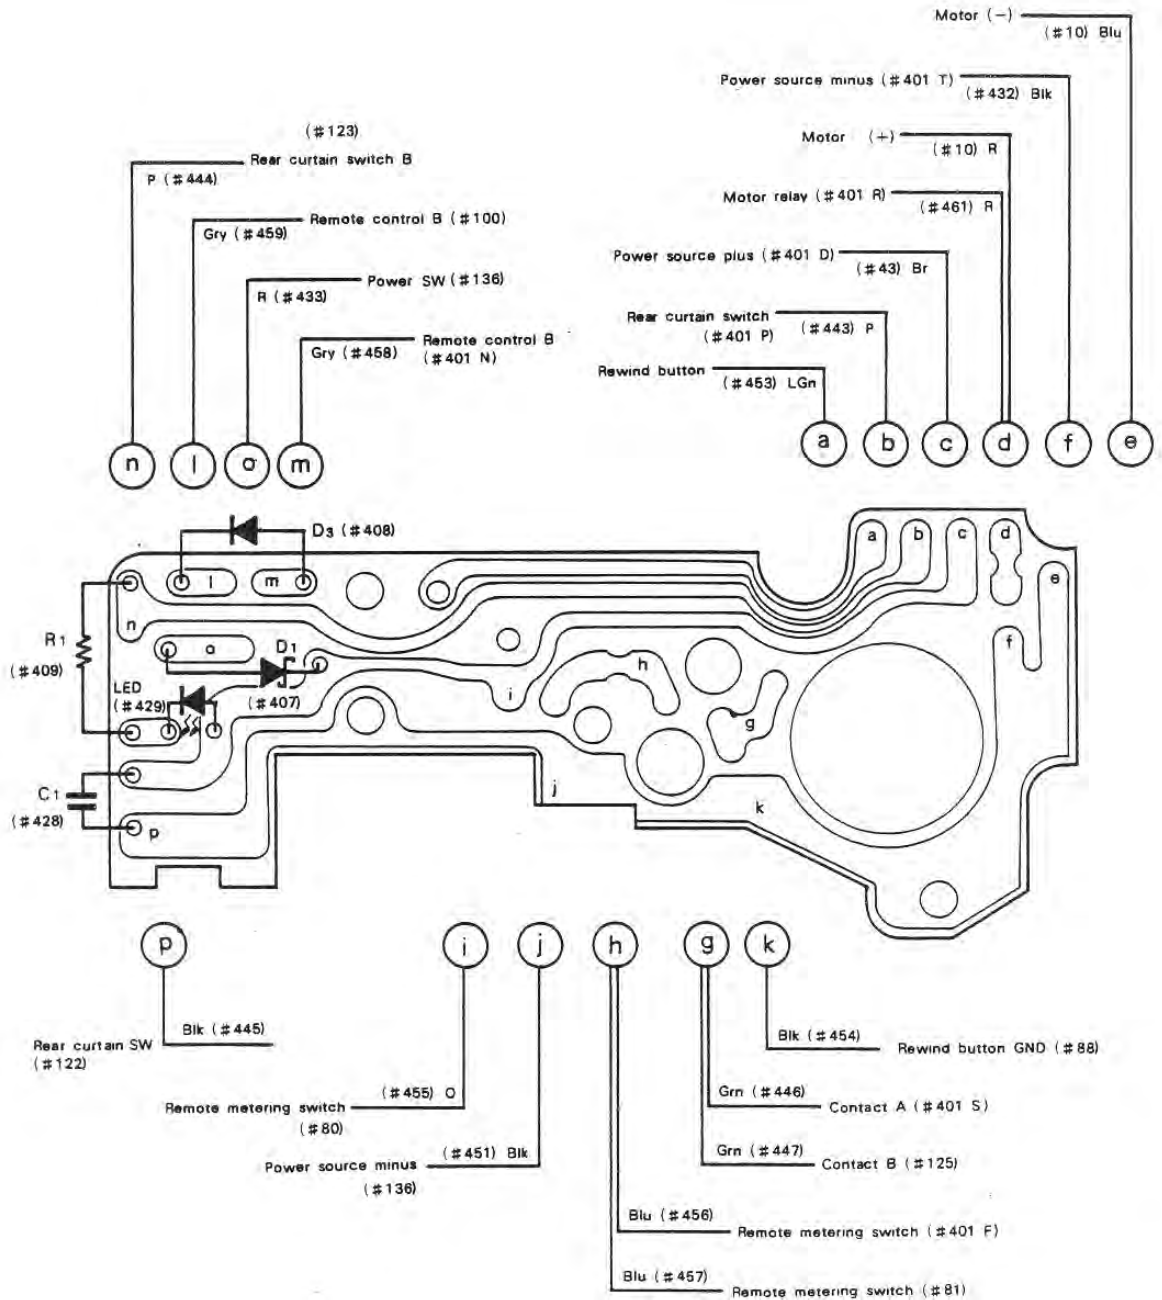 Motor (−)
(#10) Blu
Power source minus (#401 T)
(#432) Blk
(#123)
Motor (+)
(#10) R
Rear curtain switch B
P (#444)
Motor relay (#401 R)
(#461) R
Remote control B (#100)
Gry (#459)
Power source plus (#401 D)
(#43) Br
Power SW (#136)
R (#433)
Rear curtain switch
(#401 P)
(#443) P
Remote control B
(#401 N)
Gry (#458)
Rewind button
(#453) LGn
n l o m
a b c d f e
D3 (#408)
a b c d
l m
e
n
R1
(#409)
o
D1
f
h
LED
(#429)
(#407)
i
g
C1
(#428)
j
k
p
p i j h g k
Blk (#445)
Rear curtain SW
(#122)
Blk (#454)
Rewind button GND (#88)
(#455) O
Remote metering switch
(#80)
Grn (#446)
Contact A (#401 S)
(#451) Blk
Power source minus
(#136)
Grn (#447)
Contact B (#125)
Blu (#456)
Remote metering switch (#401 F)
Blu (#457)
Remote metering switch (#81)